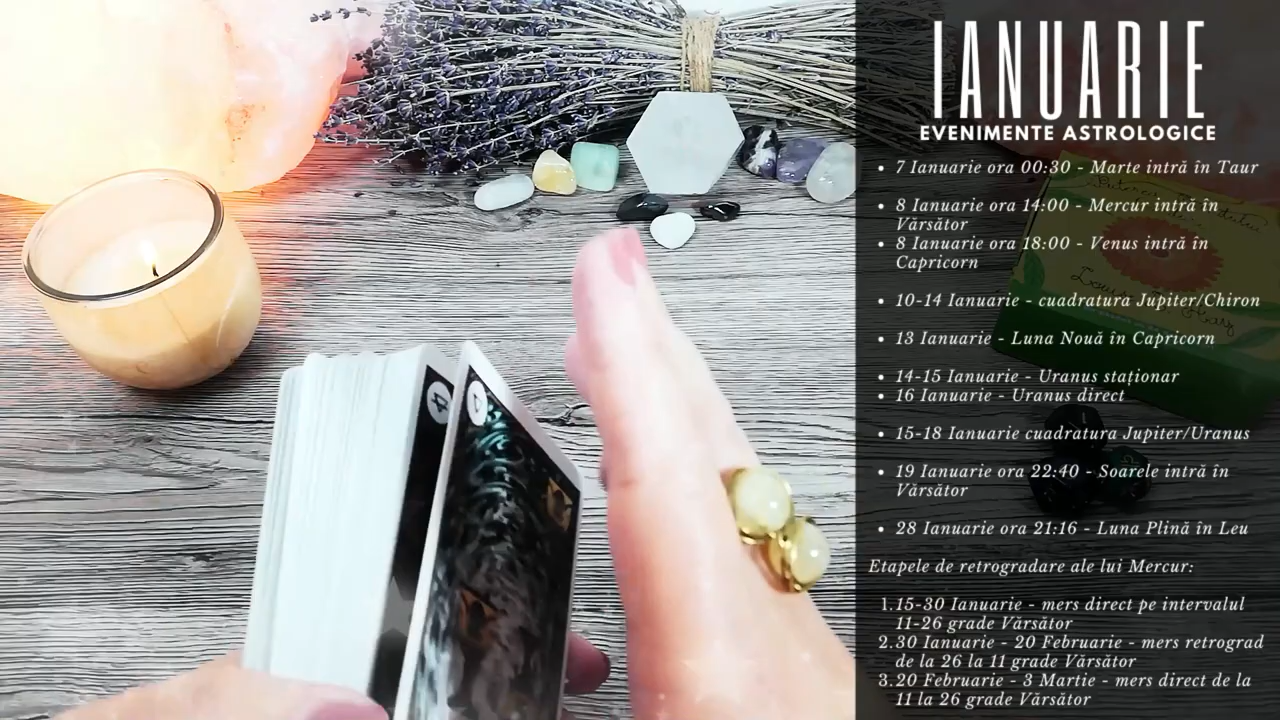 IANUARIE
EVENIMENTE ASTROLOGICE
• 7 Ianuarie ora 00:30 - Marte intră în Taur
• 8 Ianuarie ora 14:00 - Mercur intră în
Vărsător
• 8 Ianuarie ora 18:00 - Venus intră în
Capricorn
• 10-14 Ianuarie - cuadratura Jupiter/Chiron
• 13 Ianuarie - Luna Nouă în Capricorn
• 14-15 Ianuarie - Uranus staționar
• 16 Ianuarie - Uranus direct
• 15-18 Ianuarie cuadratura Jupiter/Uranus
• 19 Ianuarie ora 22:40 - Soarele intră în
Vărsător
• 28 Ianuarie ora 21:16 - Luna Plină în Leu
Etapele de retrogradare ale lui Mercur:
1. 15-30 Ianuarie - mers direct pe intervalul
11-26 grade Vărsător
2. 30 Ianuarie - 20 Februarie - mers retrograd
de la 26 la 11 grade Vărsător
3. 20 Februarie - 3 Martie - mers direct de la
11 la 26 grade Vărsător